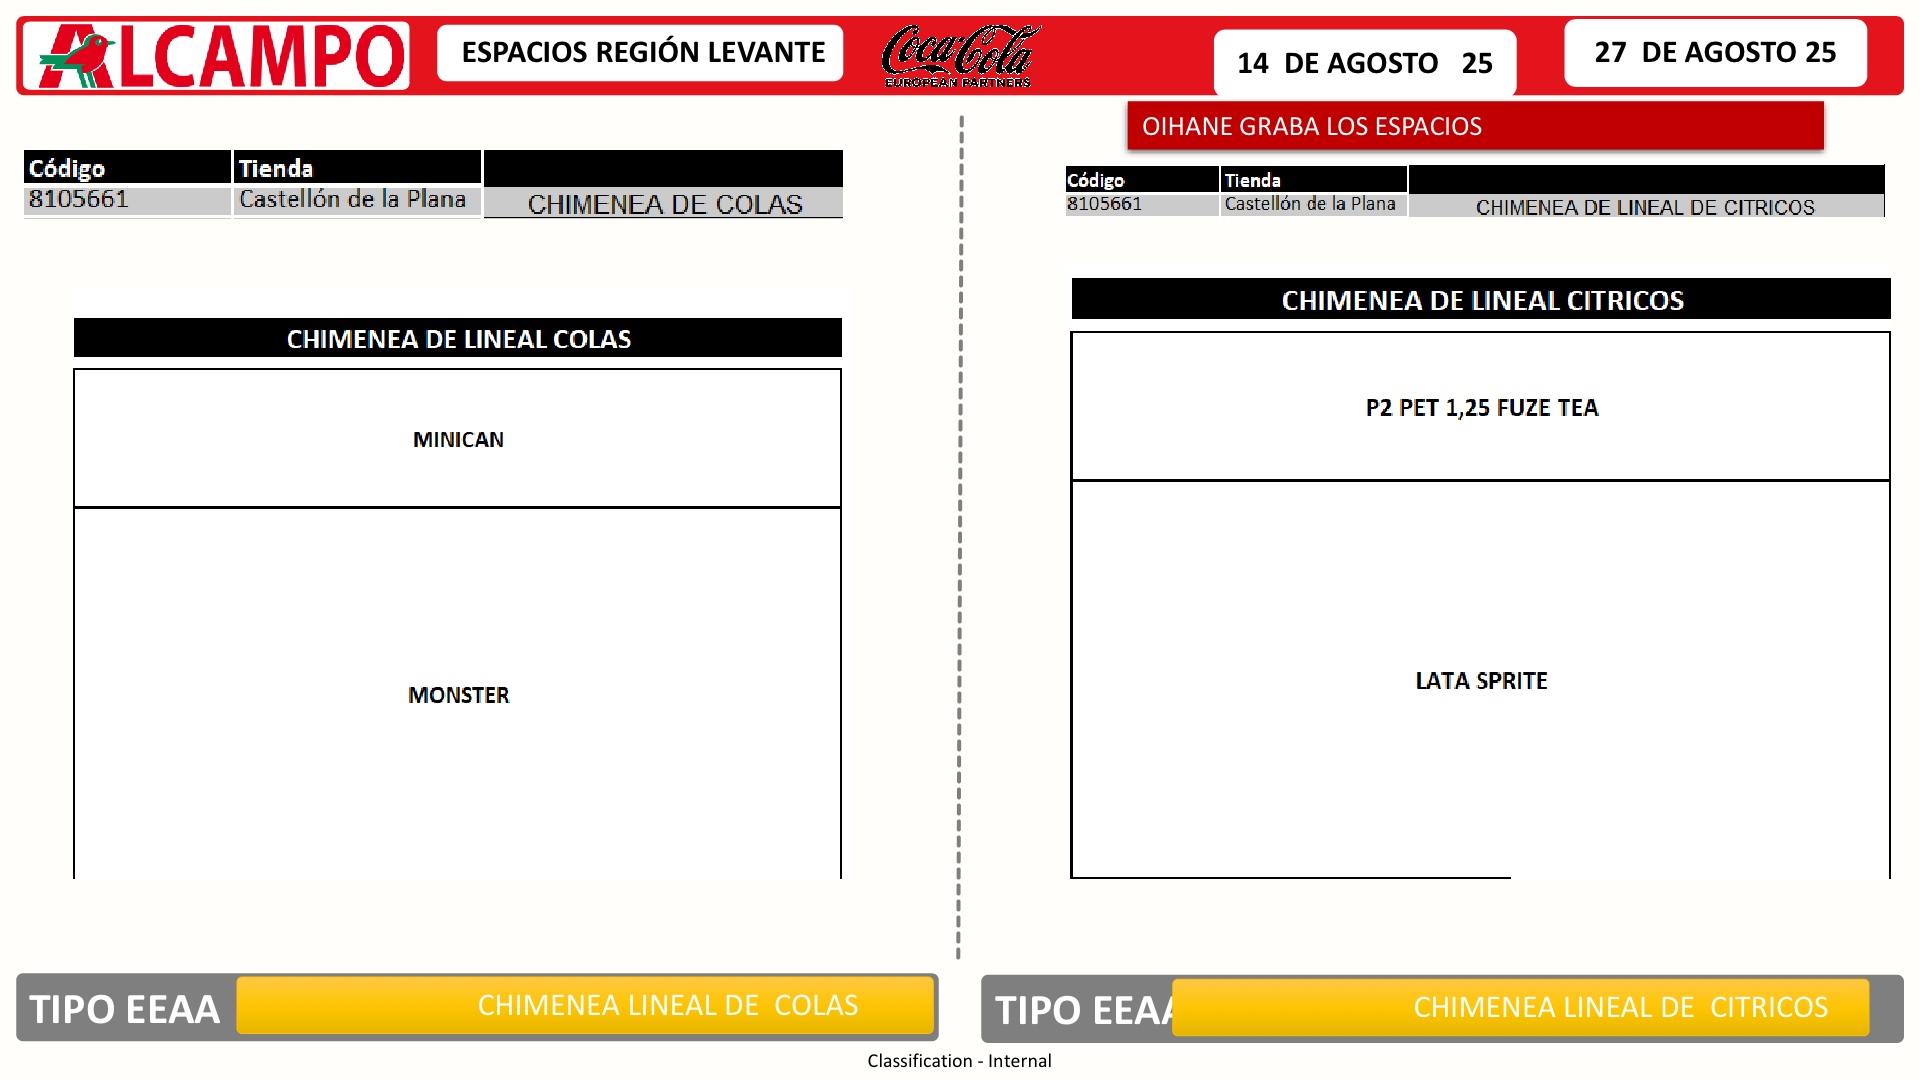 ALCAMPO
ESPACIOS REGIÓN LEVANTE
Coca-Cola
EUROPEAN PARTNERS
14 DE AGOSTO 25
27 DE AGOSTO 25
OIHANE GRABA LOS ESPACIOS
Código Tienda
8105661 Castellón de la Plana CHIMENEA DE COLAS
CHIMENEA DE LINEAL COLAS
MINICAN
MONSTER
TIPO EEAA CHIMENEA LINEAL DE COLAS
Código Tienda
8105661 Castellón de la Plana CHIMENEA DE LINEAL DE CITRICOS
CHIMENEA DE LINEAL CITRICOS
P2 PET 1,25 FUZE TEA
LATA SPRITE
TIPO EEAA CHIMENEA LINEAL DE CITRICOS
Classification - Internal